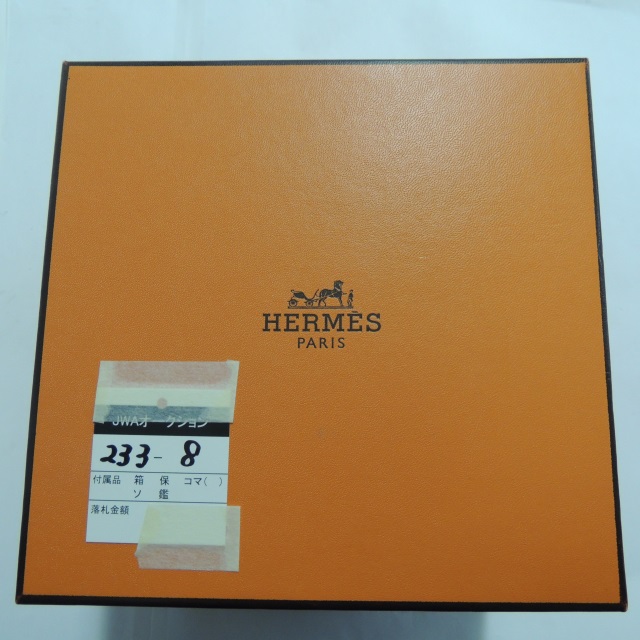 HERMÈS
PARIS
JWAオークション
233-8
付属品 箱 保 コマ( )
ソ 鑑
落札金額